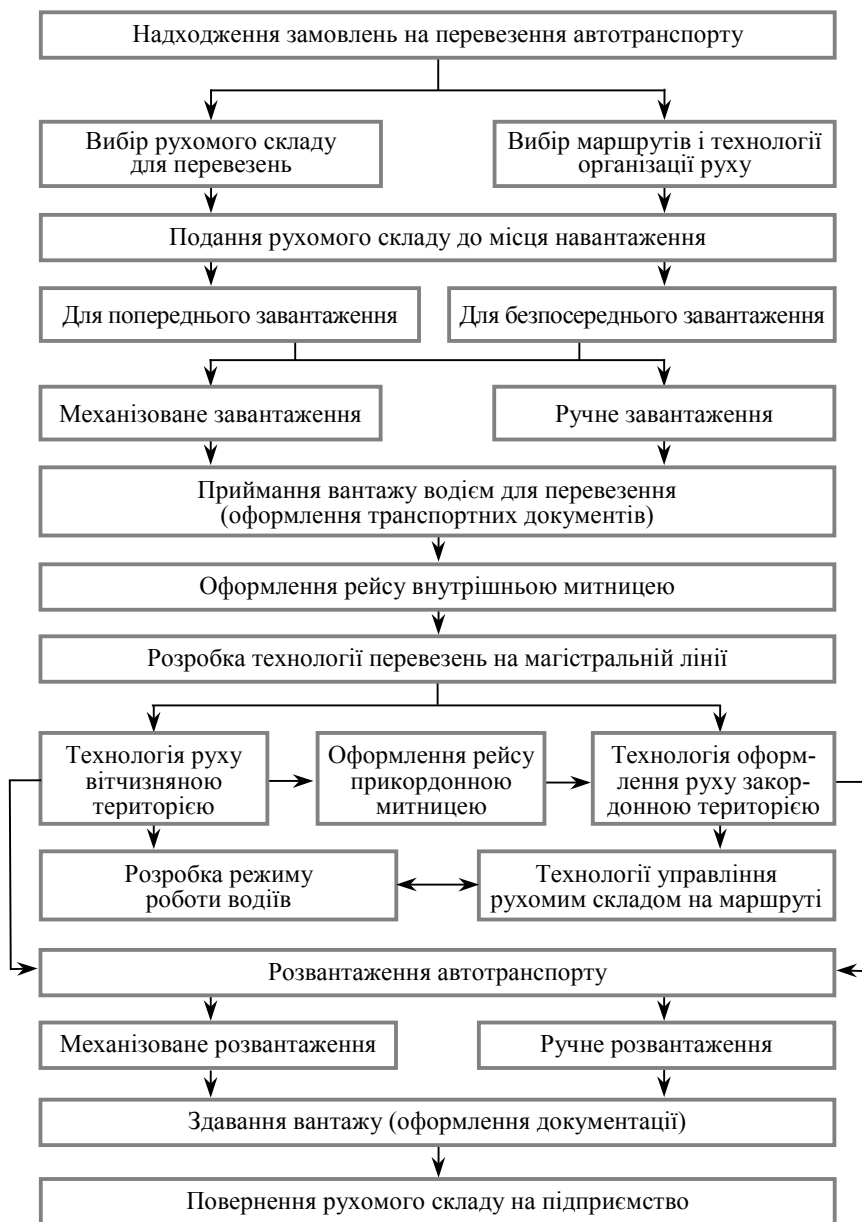 Надходження замовлень на перевезення автотранспорту
Вибір рухомого складу
для перевезень
Вибір маршрутів і технології
організації руху
Подання рухомого складу до місця навантаження
Для попереднього завантаження
Для безпосереднього завантаження
Механізоване завантаження
Ручне завантаження
Приймання вантажу водієм для перевезення
(оформлення транспортних документів)
Оформлення рейсу внутрішньою митницею
Розробка технології перевезень на магістральній лінії
Технологія руху
вітчизняною
територією
Оформлення рейсу
прикордонною
митницею
Технологія оформ-
лення руху закор-
донною територією
Розробка режиму
роботи водіїв
Технології управління
рухомим складом на маршруті
Розвантаження автотранспорту
Механізоване розвантаження
Ручне розвантаження
Здавання вантажу (оформлення документації)
Повернення рухомого складу на підприємство